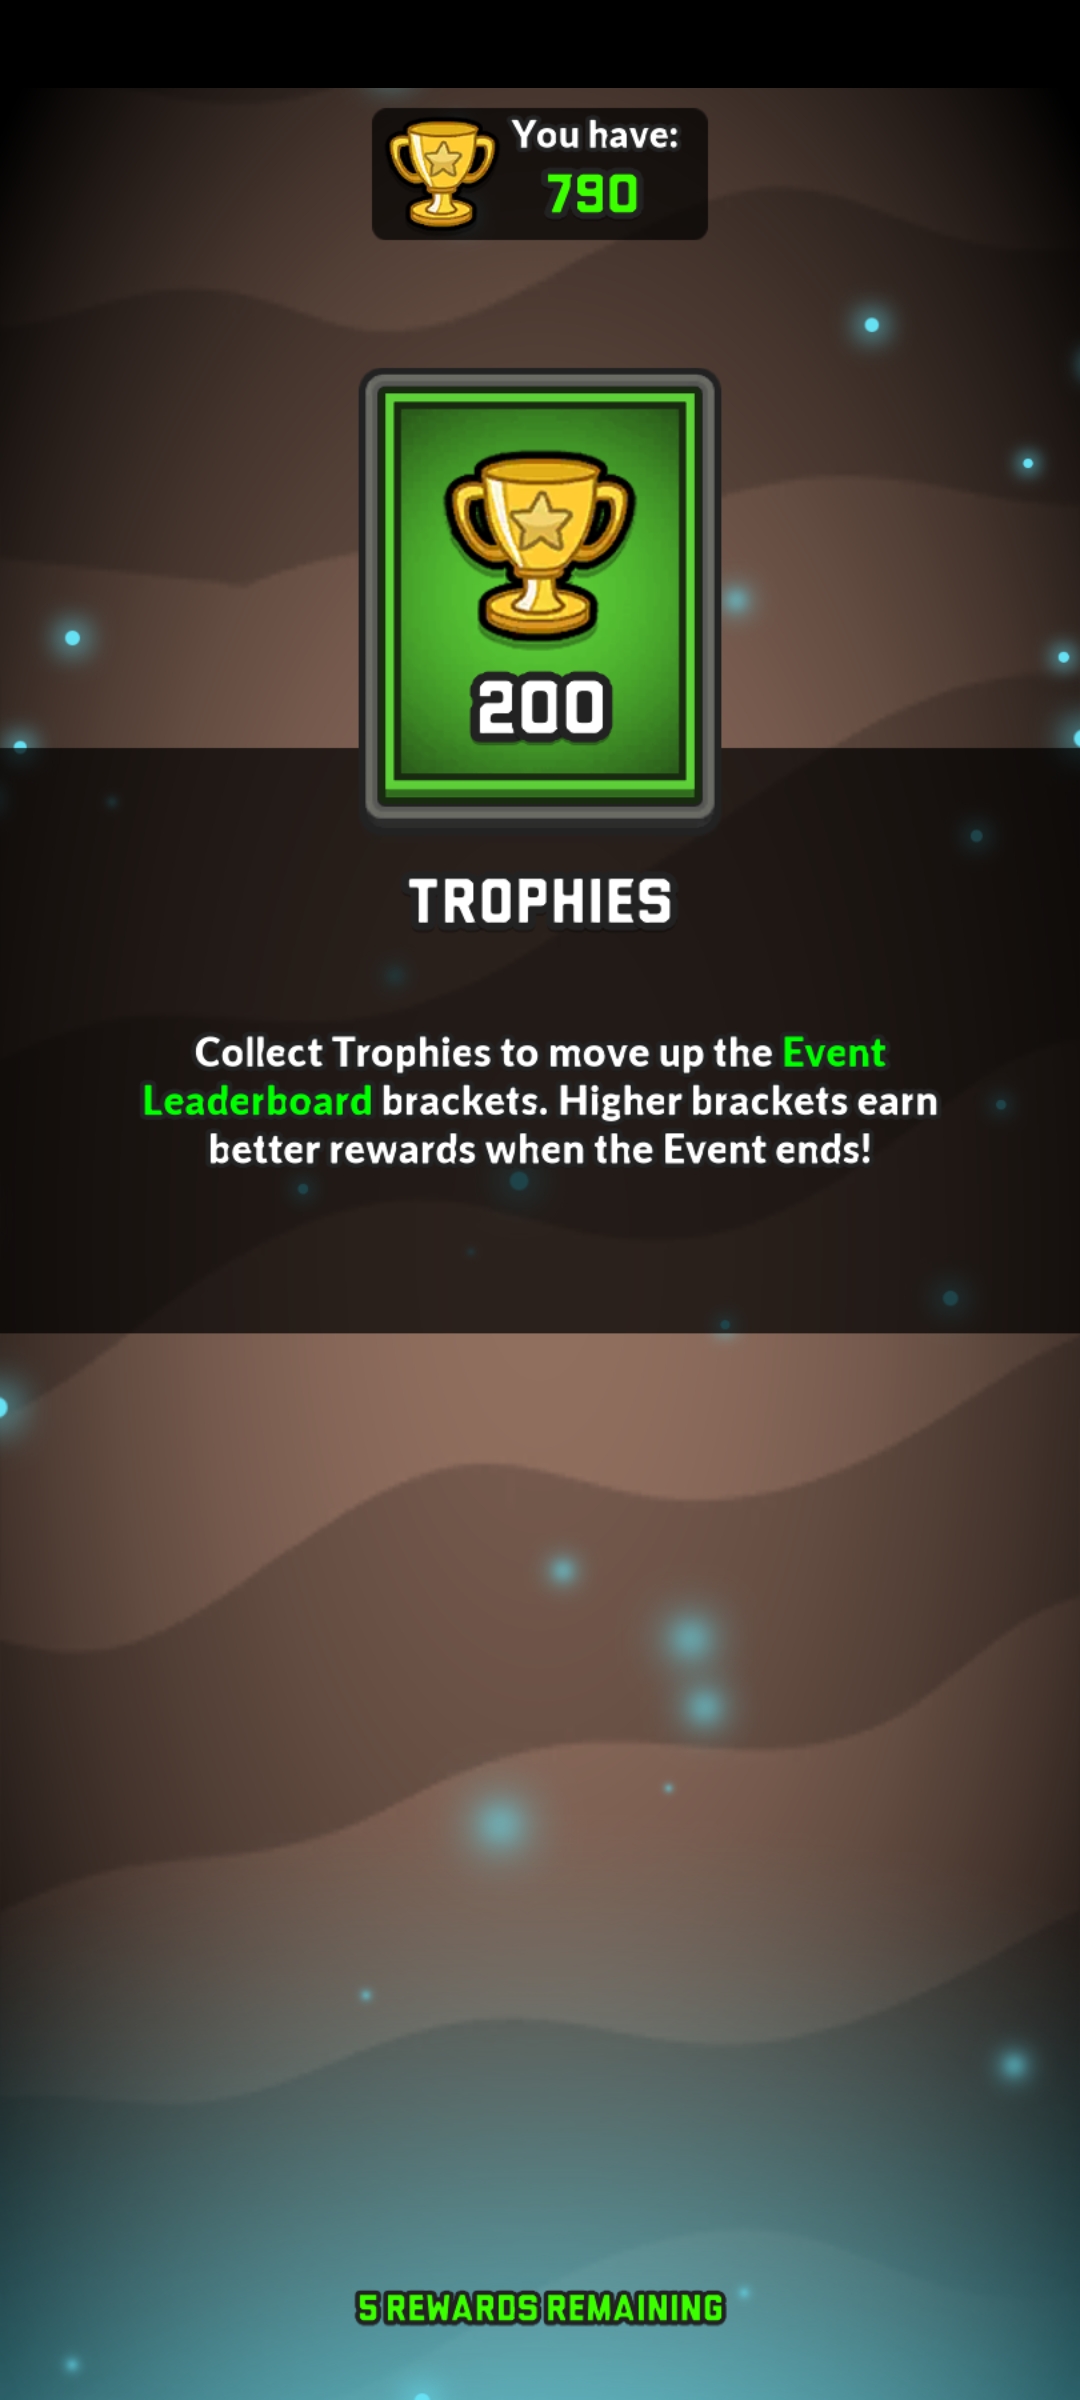 You have:
790
200
TROPHIES
Collect Trophies to move up the Event
Leaderboard brackets. Higher brackets earn
better rewards when the Event ends!
5 REWARDS REMAINING